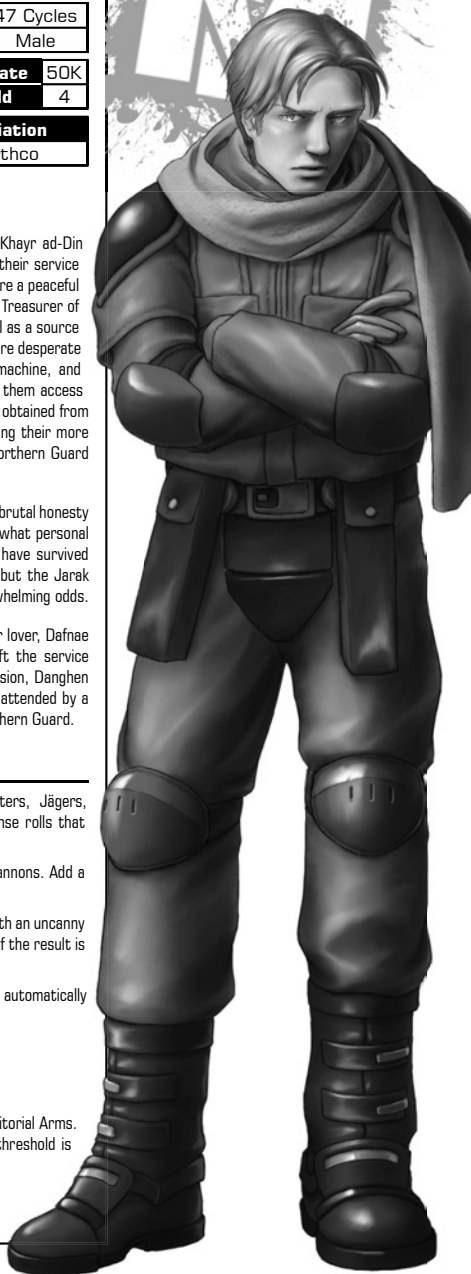 47 Cycles
Male
ate 50K
ld 4
iation
thco
Khayr ad-Din
their service
re a peaceful
Treasurer of
l as a source
re desperate
machine, and
them access
obtained from
ng their more
orthern Guard
brutal honesty
what personal
have survived
but the Jarak
whelming odds.
r lover, Dafnae
ft the service
sion, Danghen
attended by a
hern Guard.
ters, Jägers,
nse rolls that
annons. Add a
th an uncanny
f the result is
automatically
itorial Arms.
threshold is